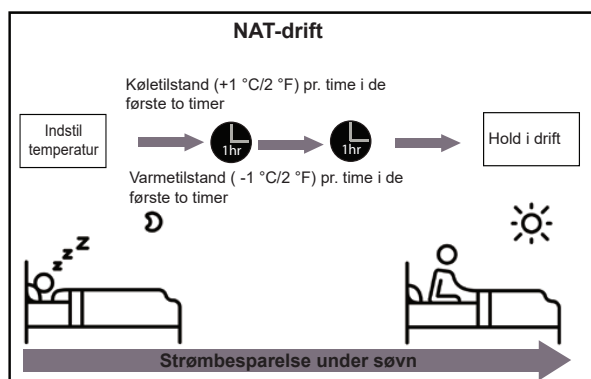 NAT-drift
Køletilstand (+1 °C/2 °F) pr. time i de
første to timer
Indstil
temperatur
1hr
1hr
Hold i drift
Varmetilstand ( -1 °C/2 °F) pr. time i de
første to timer
z z z Z
Strømbesparelse under søvn